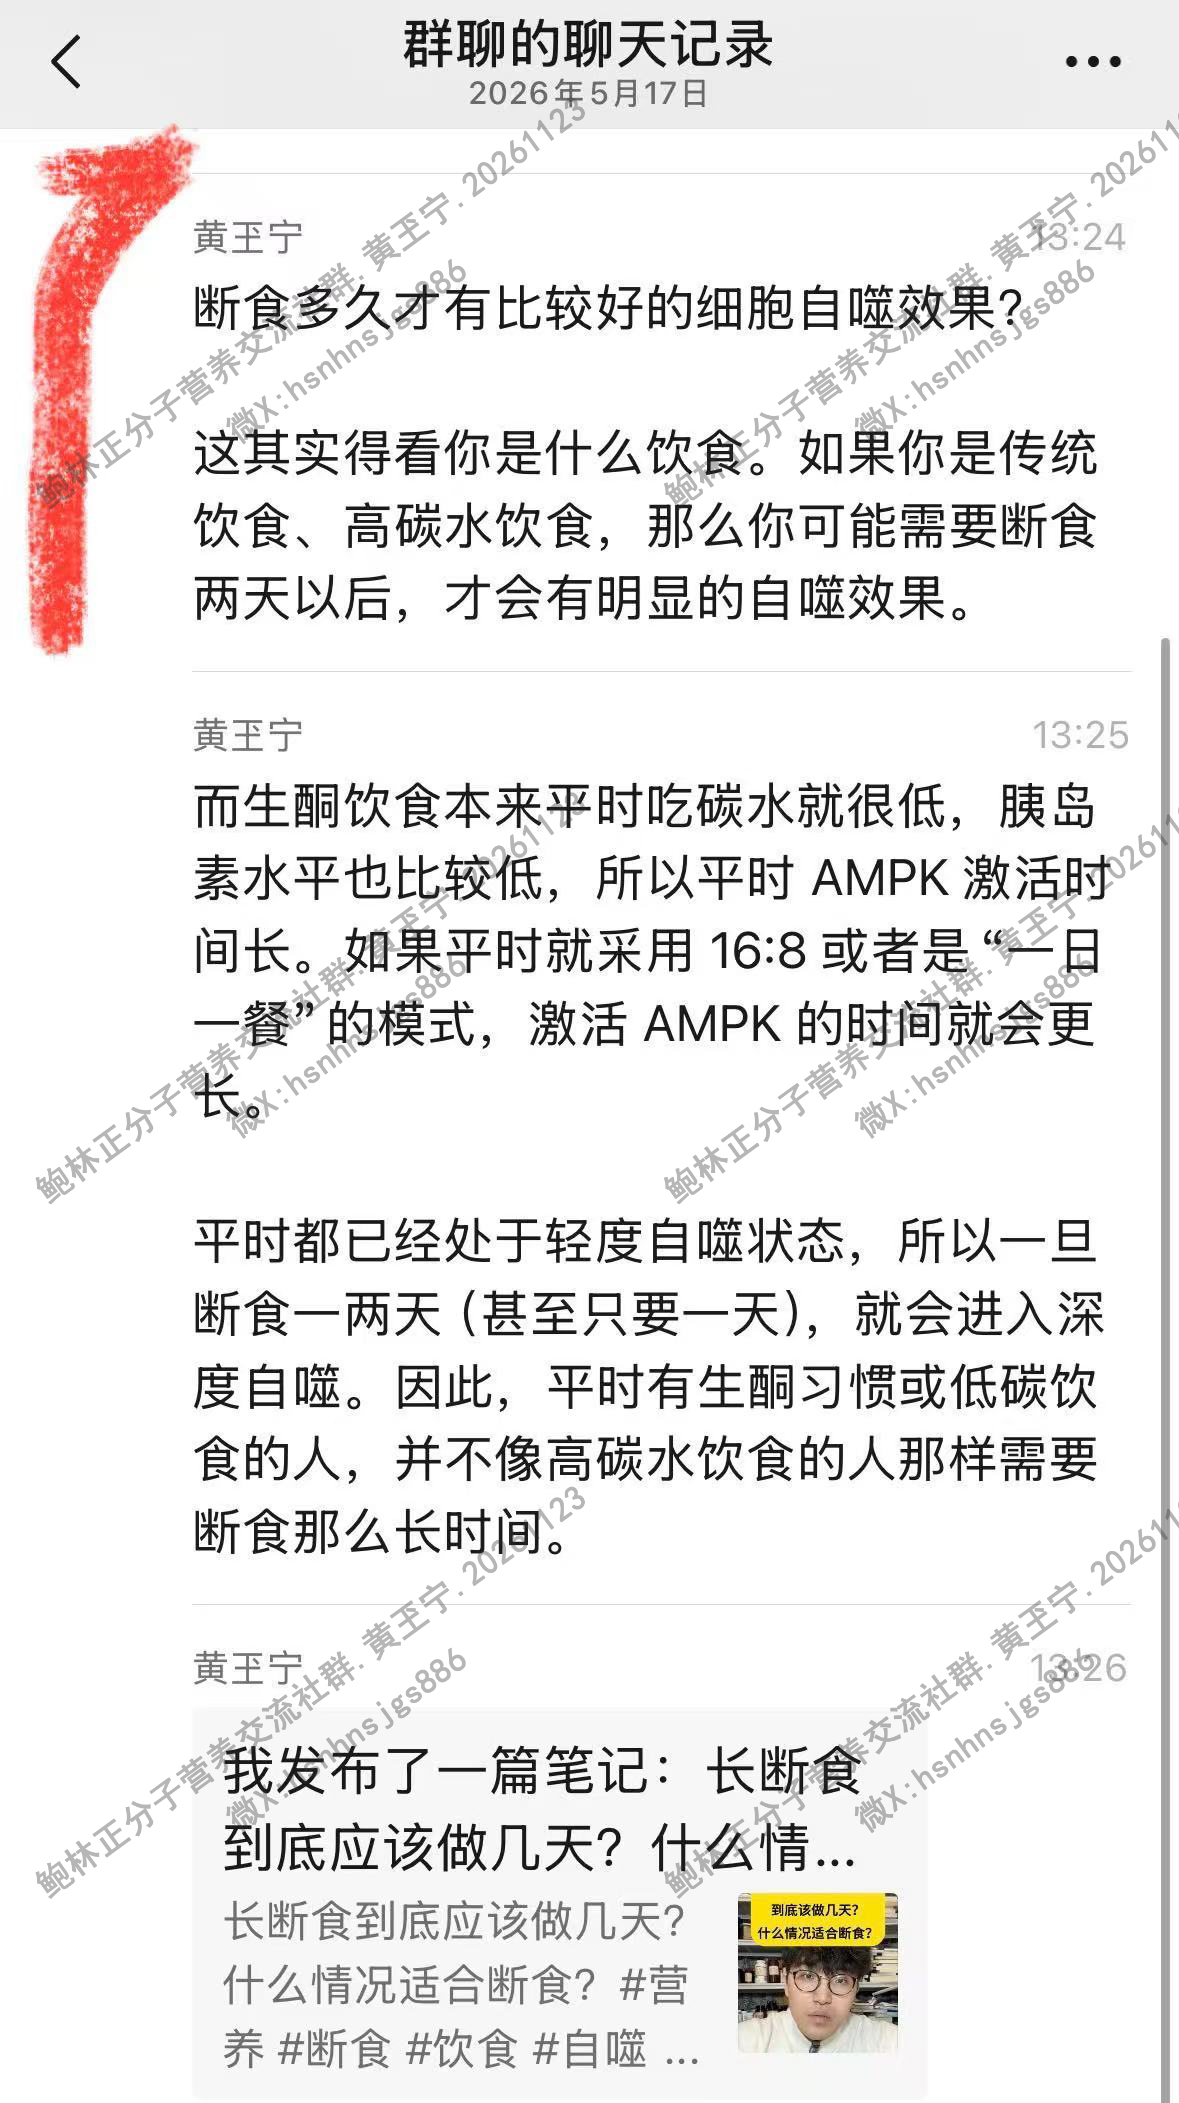 群聊的聊天记录
2026年5月17日
黄玊宁
13:24
断食多久才有比较好的细胞自噬效果？
这其实得看你是什么饮食。如果你是传统
饮食、高碳水饮食，那么你可能需要断食
两天以后，才会有明显的自噬效果。
黄玊宁
13:25
而生酮饮食本来平时吃碳水就很低，胰岛
素水平也比较低，所以平时 AMPK 激活时
间长。如果平时就采用 16:8 或者是“一日
一餐”的模式，激活 AMPK 的时间就会更
长。
平时都已经处于轻度自噬状态，所以一旦
断食一两天（甚至只要一天），就会进入深
度自噬。因此，平时有生酮习惯或低碳饮
食的人，并不像高碳水饮食的人那样需要
断食那么长时间。
黄玊宁
13:26
我发布了一篇笔记：长断食
到底应该做几天？什么情...
长断食到底应该做几天？
什么情况适合断食？#营
养 #断食 #饮食 #自噬 ...
到底该做几天？
什么情况适合断食？
鲍林正分子营养交流社群. 黄玊宁. 20261123
微X:hsnhnsjgs886